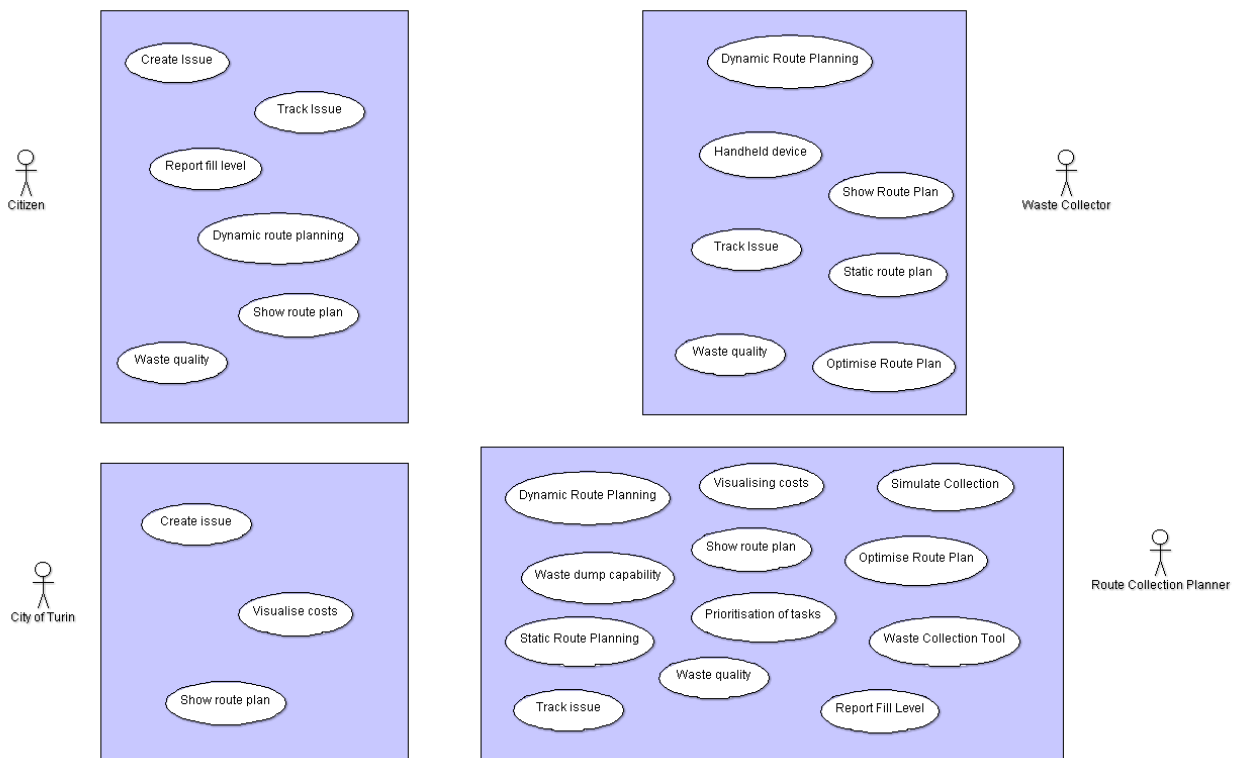 Create Issue
Track Issue
Report fill level
Dynamic route planning
Show route plan
Waste quality
Citizen
Dynamic Route Planning
Handheld device
Show Route Plan
Track Issue
Static route plan
Waste quality
Optimise Route Plan
Waste Collector
Create issue
Visualise costs
Show route plan
City of Turin
Dynamic Route Planning
Visualising costs
Simulate Collection
Show route plan
Optimise Route Plan
Waste dump capability
Prioritisation of tasks
Static Route Planning
Waste Collection Tool
Waste quality
Track issue
Report Fill Level
Route Collection Planner